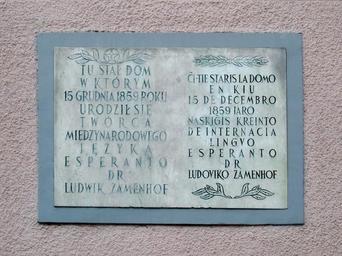 TU STAŁ DOM
W KTÓRYM
15 GRUDNIA 1859 ROKU
URODZIŁ SIĘ
TWÓRCA
MIĘDZYNARODOWEGO
JĘZYKA
ESPERANTO
DR
LUDWIK ZAMENHOF
ĈI-TIE STARIS LA DOMO
EN KIU
15 DE DECEMBRO
1859 JARO
NASKIĜIS KREINTO
DE INTERNACIA
LINGVO
ESPERANTO
DR
LUDOVIKO ZAMENHOF